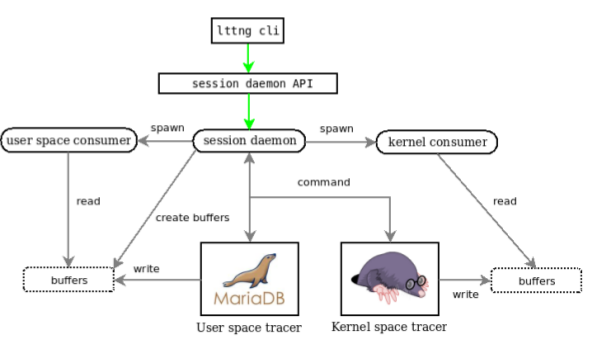 lttng cli
session daemon API
user space consumer
spawn
session daemon
spawn
kernel consumer
command
read
create buffers
read
buffers
write
MariaDB
write
buffers
User space tracer
Kernel space tracer